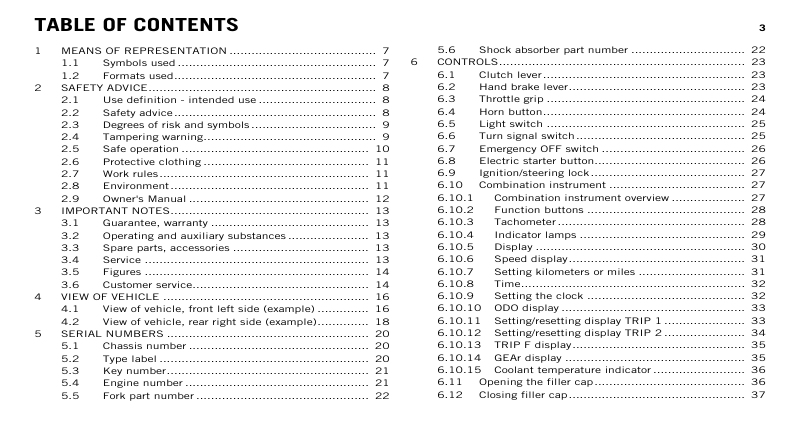 TABLE OF CONTENTS
3
1 MEANS OF REPRESENTATION ........ 7
1.1 Symbols used ........ 7
1.2 Formats used ........ 7
2 SAFETY ADVICE ........ 8
2.1 Use definition - intended use ........ 8
2.2 Safety advice ........ 8
2.3 Degrees of risk and symbols ........ 9
2.4 Tampering warning ........ 9
2.5 Safe operation ........ 10
2.6 Protective clothing ........ 11
2.7 Work rules ........ 11
2.8 Environment ........ 11
2.9 Owner's Manual ........ 12
3 IMPORTANT NOTES ........ 13
3.1 Guarantee, warranty ........ 13
3.2 Operating and auxiliary substances ........ 13
3.3 Spare parts, accessories ........ 13
3.4 Service ........ 13
3.5 Figures ........ 14
3.6 Customer service ........ 14
4 VIEW OF VEHICLE ........ 16
4.1 View of vehicle, front left side (example) ........ 16
4.2 View of vehicle, rear right side (example) ........ 18
5 SERIAL NUMBERS ........ 20
5.1 Chassis number ........ 20
5.2 Type label ........ 20
5.3 Key number ........ 21
5.4 Engine number ........ 21
5.5 Fork part number ........ 22
5.6 Shock absorber part number ........ 22
6 CONTROLS ........ 23
6.1 Clutch lever ........ 23
6.2 Hand brake lever ........ 23
6.3 Throttle grip ........ 24
6.4 Horn button ........ 24
6.5 Light switch ........ 25
6.6 Turn signal switch ........ 25
6.7 Emergency OFF switch ........ 26
6.8 Electric starter button ........ 26
6.9 Ignition/steering lock ........ 27
6.10 Combination instrument ........ 27
6.10.1 Combination instrument overview ........ 27
6.10.2 Function buttons ........ 28
6.10.3 Tachometer ........ 28
6.10.4 Indicator lamps ........ 29
6.10.5 Display ........ 30
6.10.6 Speed display ........ 31
6.10.7 Setting kilometers or miles ........ 31
6.10.8 Time ........ 32
6.10.9 Setting the clock ........ 32
6.10.10 ODO display ........ 33
6.10.11 Setting/resetting display TRIP 1 ........ 33
6.10.12 Setting/resetting display TRIP 2 ........ 34
6.10.13 TRIP F display ........ 35
6.10.14 GEAr display ........ 35
6.10.15 Coolant temperature indicator ........ 36
6.11 Opening the filler cap ........ 36
6.12 Closing filler cap ........ 37